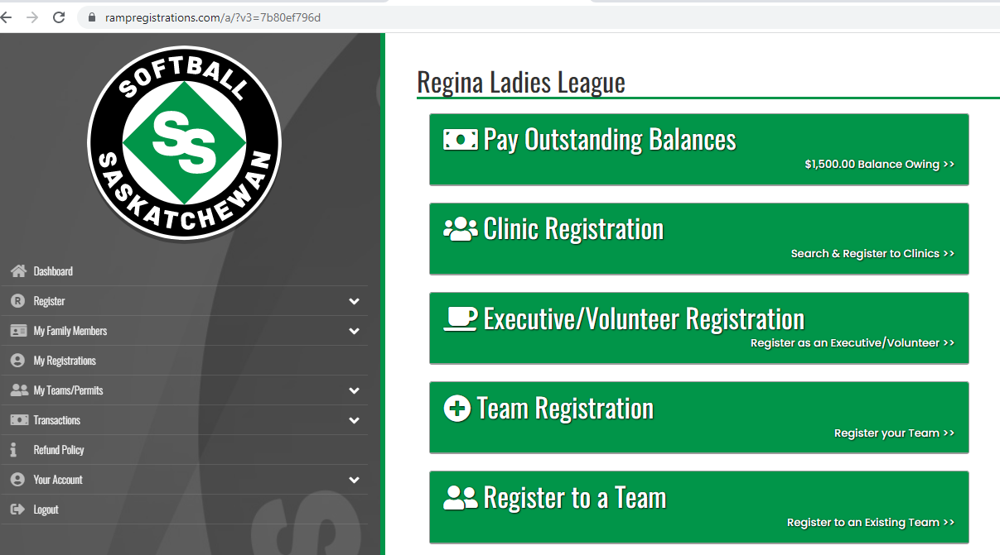 rampregistrations.com/a/?v3=7b80ef796d
SOFTBALL
SS
SASKATCHEWAN
Dashboard
R Register
My Family Members
My Registrations
My Teams/Permits
Transactions
Refund Policy
Your Account
Logout
Regina Ladies League
Pay Outstanding Balances
$1,500.00 Balance Owing >>
Clinic Registration
Search & Register to Clinics >>
Executive/Volunteer Registration
Register as an Executive/Volunteer >>
Team Registration
Register your Team >>
Register to a Team
Register to an Existing Team >>